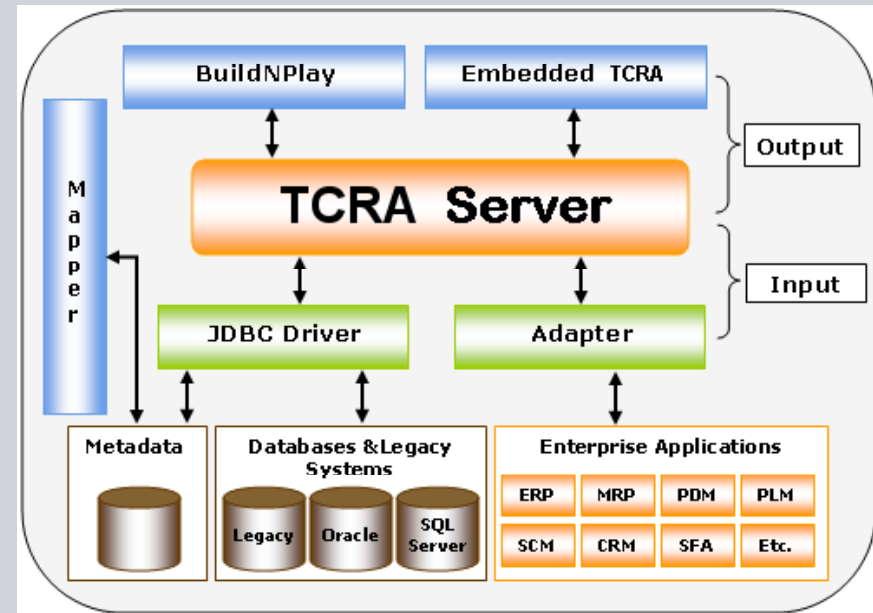 BuildNPlay
Embedded TCRA
Mapper
Output
TCRA Server
Input
JDBC Driver
Adapter
Metadata
Databases &Legacy
Systems
Enterprise Applications
Legacy
Oracle
SQL
Server
ERP
MRP
PDM
PLM
SCM
CRM
SFA
Etc.